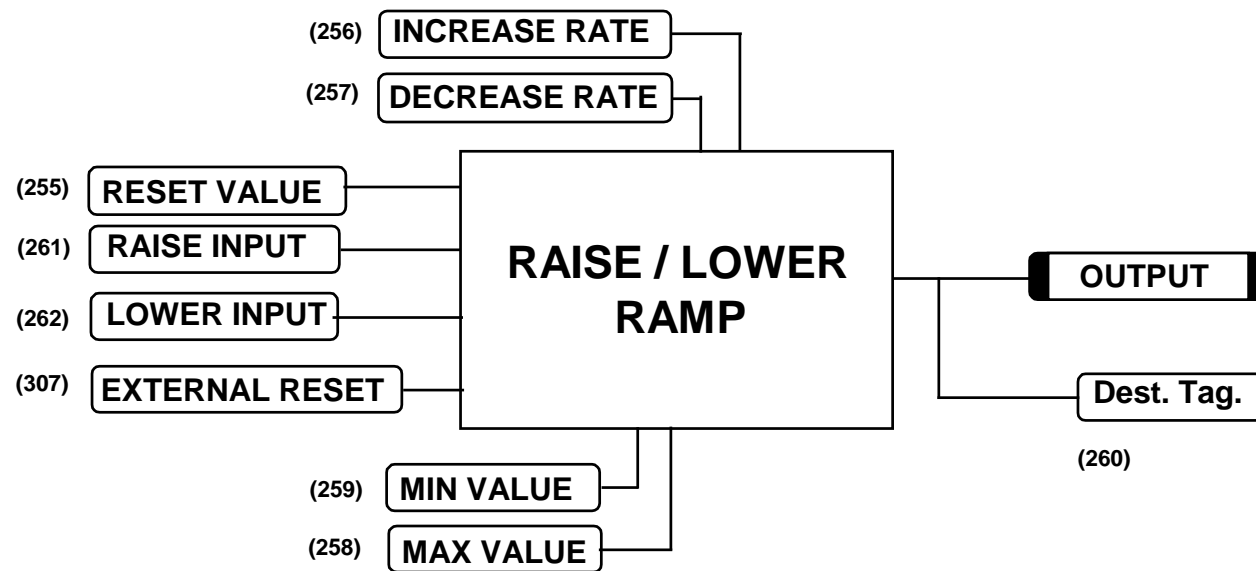 (256) INCREASE RATE
(257) DECREASE RATE
(255) RESET VALUE
(261) RAISE INPUT
(262) LOWER INPUT
(307) EXTERNAL RESET
RAISE / LOWER
RAMP
OUTPUT
Dest. Tag.
(260)
(259) MIN VALUE
(258) MAX VALUE